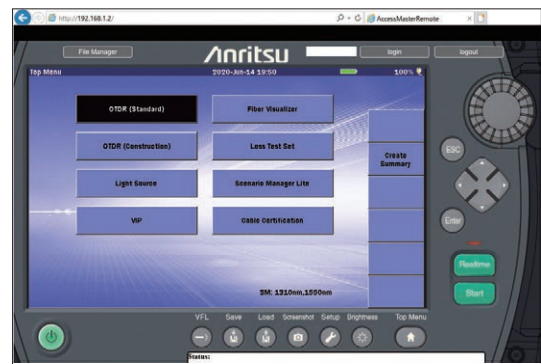 http://192.168.1.2/
AccessMasterRemote
File Manager
Anritsu
login
logout
Top Menu
2020-Jun-14 19:50
100%
OTDR (Standard)
Fiber Visualizer
OTDR (Construction)
Loss Test Set
Create Summary
Light Source
Scenario Manager Lite
VIP
Cable Certification
SM: 1310nm,1550nm
ESC
Enter
Realtime
Start
VFL
Save
Load
Screenshot
Setup
Brightness
Top Menu
Status: